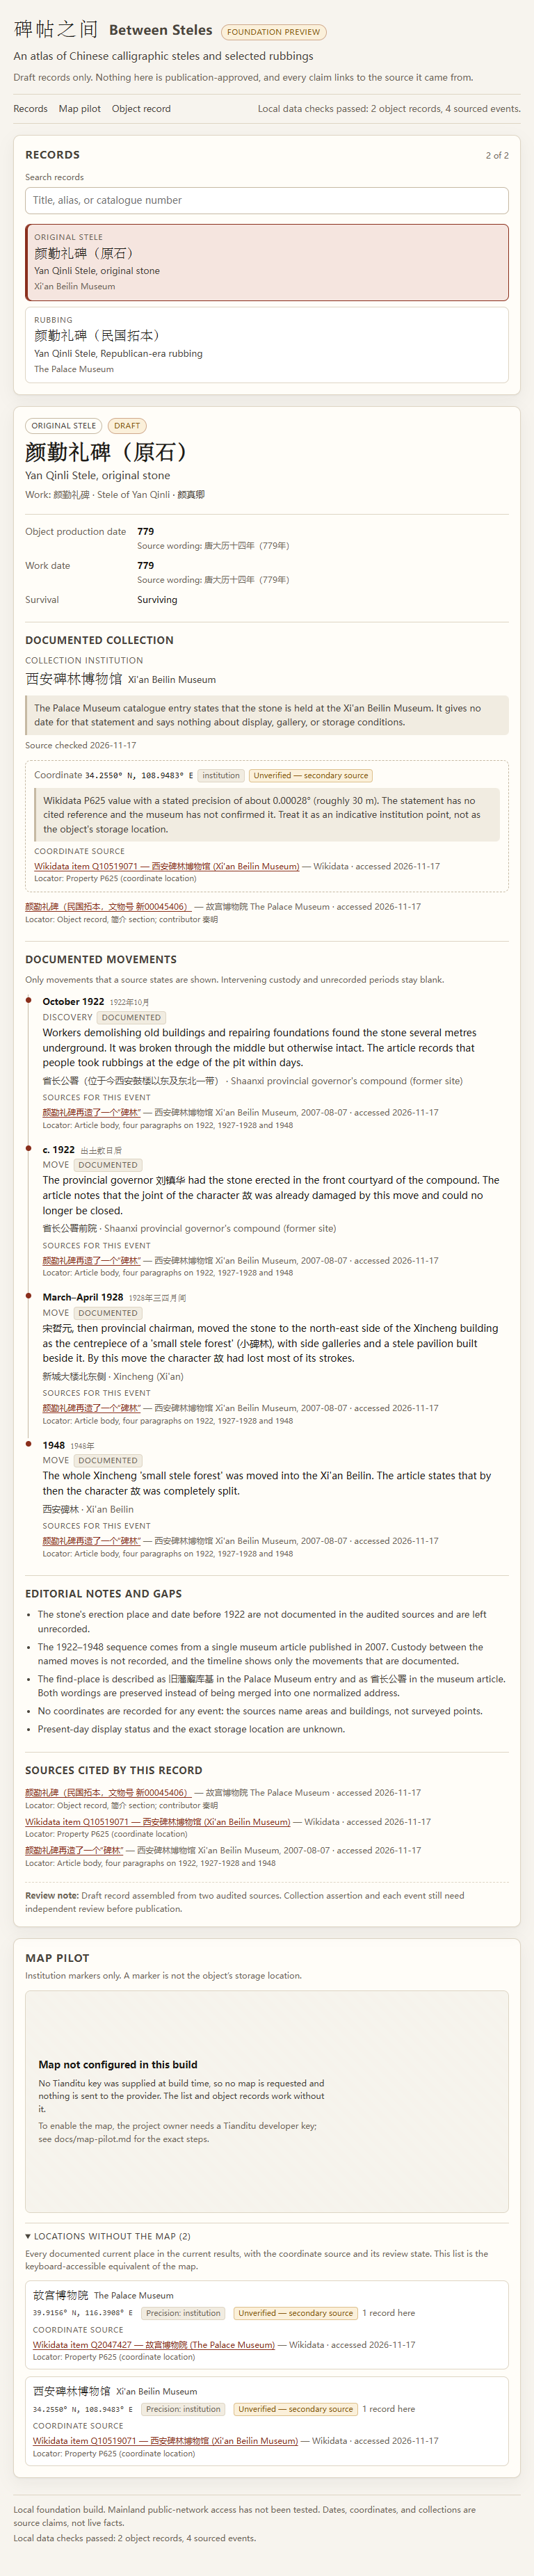 碑帖之间 Between Steles FOUNDATION PREVIEW
An atlas of Chinese calligraphic steles and selected rubbings
Draft records only. Nothing here is publication-approved, and every claim links to the source it came from.
Records Map pilot Object record Local data checks passed: 2 object records, 4 sourced events.
RECORDS 2 of 2
Search records
Title, alias, or catalogue number
ORIGINAL STELE
颜勤礼碑（原石）
Yan Qinli Stele, original stone
Xi'an Beilin Museum
RUBBING
颜勤礼碑（民国拓本）
Yan Qinli Stele, Republican-era rubbing
The Palace Museum
ORIGINAL STELE DRAFT
颜勤礼碑（原石）
Yan Qinli Stele, original stone
Work: 颜勤礼碑 · Stele of Yan Qinli · 颜真卿
Object production date 779
Source wording: 唐大历十四年（779年）
Work date 779
Source wording: 唐大历十四年（779年）
Survival Surviving
DOCUMENTED COLLECTION
COLLECTION INSTITUTION
西安碑林博物馆 Xi'an Beilin Museum
The Palace Museum catalogue entry states that the stone is held at the Xi'an Beilin Museum. It gives no
date for that statement and says nothing about display, gallery, or storage conditions.
Source checked 2026-11-17
Coordinate 34.2550° N, 108.9483° E institution Unverified — secondary source
Wikidata P625 value with a stated precision of about 0.00028° (roughly 30 m). The statement has no
cited reference and the museum has not confirmed it. Treat it as an indicative institution point, not as
the object's storage location.
COORDINATE SOURCE
Wikidata item Q10519071 — 西安碑林博物馆 (Xi'an Beilin Museum) — Wikidata · accessed 2026-11-17
Locator: Property P625 (coordinate location)
颜勤礼碑（民国拓本，文物号 新00045406） — 故宫博物院 The Palace Museum · accessed 2026-11-17
Locator: Object record, 简介 section; contributor 秦明
DOCUMENTED MOVEMENTS
Only movements that a source states are shown. Intervening custody and unrecorded periods stay blank.
October 1922 1922年10月
DISCOVERY DOCUMENTED
Workers demolishing old buildings and repairing foundations found the stone several metres
underground. It was broken through the middle but otherwise intact. The article records that
people took rubbings at the edge of the pit within days.
省长公署（位于今西安鼓楼以东及东北一带） · Shaanxi provincial governor's compound (former site)
SOURCES FOR THIS EVENT
颜勤礼碑再造了一个“碑林” — 西安碑林博物馆 Xi'an Beilin Museum, 2007-08-07 · accessed 2026-11-17
Locator: Article body, four paragraphs on 1922, 1927-1928 and 1948
c. 1922 出土数日后
MOVE DOCUMENTED
The provincial governor 刘镇华 had the stone erected in the front courtyard of the compound. The
article notes that the joint of the character 故 was already damaged by this move and could no
longer be closed.
省长公署前院 · Shaanxi provincial governor's compound (former site)
SOURCES FOR THIS EVENT
颜勤礼碑再造了一个“碑林” — 西安碑林博物馆 Xi'an Beilin Museum, 2007-08-07 · accessed 2026-11-17
Locator: Article body, four paragraphs on 1922, 1927-1928 and 1948
March–April 1928 1928年三四月间
MOVE DOCUMENTED
宋哲元, then provincial chairman, moved the stone to the north-east side of the Xincheng building
as the centrepiece of a 'small stele forest' (小碑林), with side galleries and a stele pavilion built
beside it. By this move the character 故 had lost most of its strokes.
新城大楼北东侧 · Xincheng (Xi'an)
SOURCES FOR THIS EVENT
颜勤礼碑再造了一个“碑林” — 西安碑林博物馆 Xi'an Beilin Museum, 2007-08-07 · accessed 2026-11-17
Locator: Article body, four paragraphs on 1922, 1927-1928 and 1948
1948 1948年
MOVE DOCUMENTED
The whole Xincheng 'small stele forest' was moved into the Xi'an Beilin. The article states that by
then the character 故 was completely split.
西安碑林 · Xi'an Beilin
SOURCES FOR THIS EVENT
颜勤礼碑再造了一个“碑林” — 西安碑林博物馆 Xi'an Beilin Museum, 2007-08-07 · accessed 2026-11-17
Locator: Article body, four paragraphs on 1922, 1927-1928 and 1948
EDITORIAL NOTES AND GAPS
• The stone's erection place and date before 1922 are not documented in the audited sources and are left
unrecorded.
• The 1922–1948 sequence comes from a single museum article published in 2007. Custody between the
named moves is not recorded, and the timeline shows only the movements that are documented.
• The find-place is described as 旧藩廨库基 in the Palace Museum entry and as 省长公署 in the museum article.
Both wordings are preserved instead of being merged into one normalized address.
• No coordinates are recorded for any event: the sources name areas and buildings, not surveyed points.
• Present-day display status and the exact storage location are unknown.
SOURCES CITED BY THIS RECORD
颜勤礼碑（民国拓本，文物号 新00045406） — 故宫博物院 The Palace Museum · accessed 2026-11-17
Locator: Object record, 简介 section; contributor 秦明
Wikidata item Q10519071 — 西安碑林博物馆 (Xi'an Beilin Museum) — Wikidata · accessed 2026-11-17
Locator: Property P625 (coordinate location)
颜勤礼碑再造了一个“碑林” — 西安碑林博物馆 Xi'an Beilin Museum, 2007-08-07 · accessed 2026-11-17
Locator: Article body, four paragraphs on 1922, 1927-1928 and 1948
Review note: Draft record assembled from two audited sources. Collection assertion and each event still need
independent review before publication.
MAP PILOT
Institution markers only. A marker is not the object's storage location.
Map not configured in this build
No Tianditu key was supplied at build time, so no map is requested and
nothing is sent to the provider. The list and object records work without
it.
To enable the map, the project owner needs a Tianditu developer key;
see docs/map-pilot.md for the exact steps.
▼ LOCATIONS WITHOUT THE MAP (2)
Every documented current place in the current results, with the coordinate source and its review state. This list is the
keyboard-accessible equivalent of the map.
故宫博物院 The Palace Museum
39.9156° N, 116.3908° E Precision: institution Unverified — secondary source 1 record here
COORDINATE SOURCE
Wikidata item Q2047427 — 故宫博物院 (The Palace Museum) — Wikidata · accessed 2026-11-17
Locator: Property P625 (coordinate location)
西安碑林博物馆 Xi'an Beilin Museum
34.2550° N, 108.9483° E Precision: institution Unverified — secondary source 1 record here
COORDINATE SOURCE
Wikidata item Q10519071 — 西安碑林博物馆 (Xi'an Beilin Museum) — Wikidata · accessed 2026-11-17
Locator: Property P625 (coordinate location)
Local foundation build. Mainland public-network access has not been tested. Dates, coordinates, and collections are
source claims, not live facts.
Local data checks passed: 2 object records, 4 sourced events.